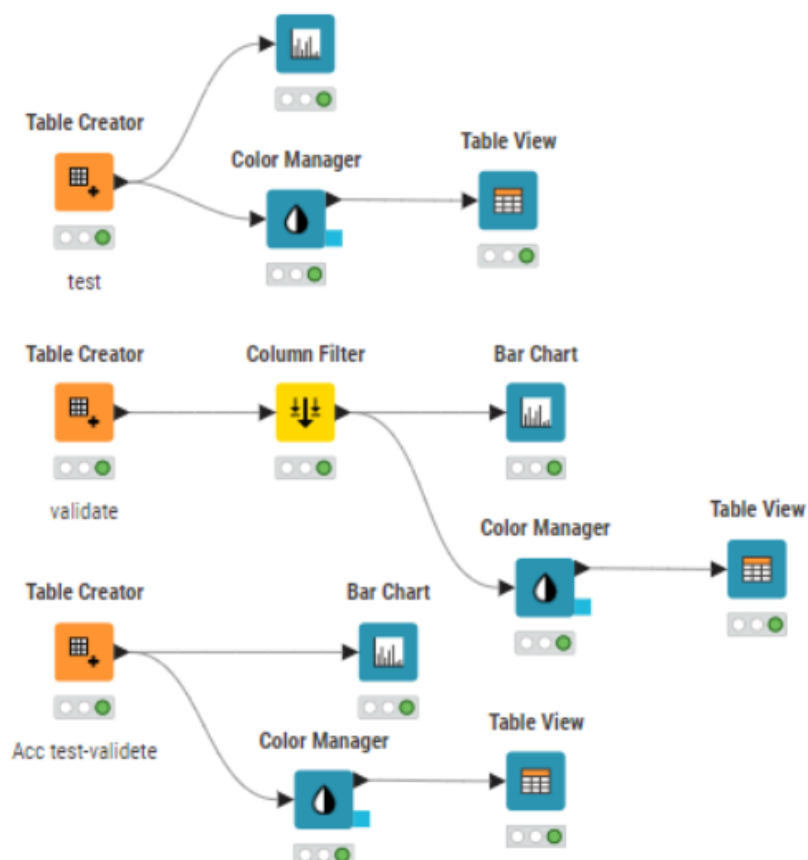 Table Creator
Color Manager
Table View
test
Table Creator
Column Filter
Bar Chart
validate
Color Manager
Table View
Table Creator
Bar Chart
Acc test-validete
Color Manager
Table View